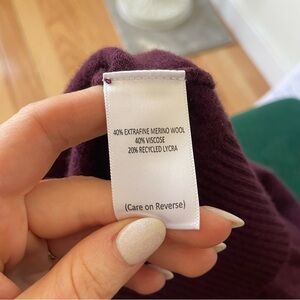 40% EXTRAFINE MERINO WOOL
40% VISCOSE
20% RECYCLED LYCRA
(Care on Reverse)